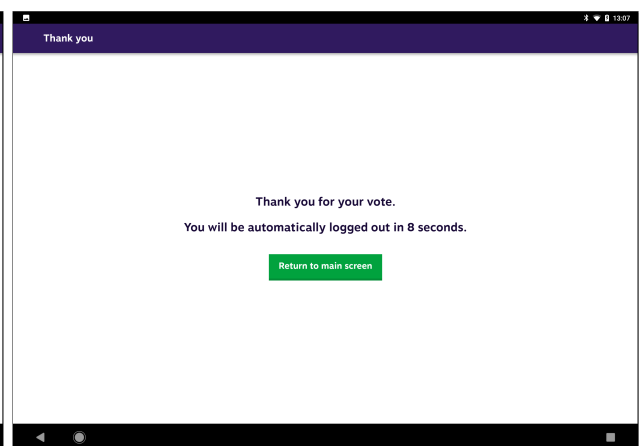 13:07
Thank you
Thank you for your vote.
You will be automatically logged out in 8 seconds.
Return to main screen